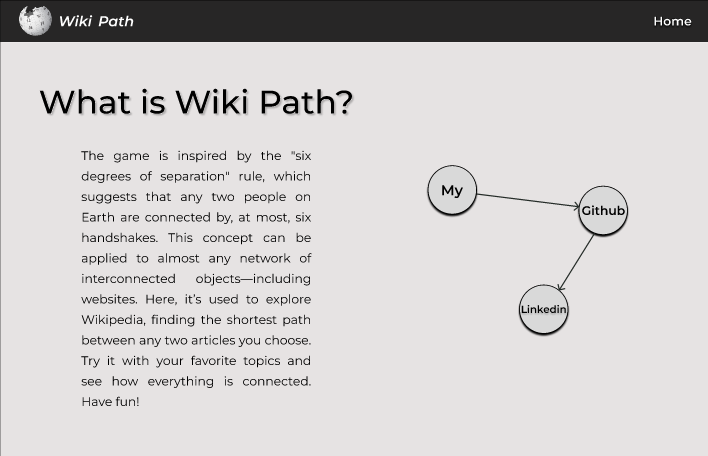 Wiki Path
Home
What is Wiki Path?
The game is inspired by the "six
degrees of separation" rule, which
suggests that any two people on
Earth are connected by, at most, six
handshakes. This concept can be
applied to almost any network of
interconnected objects—including
websites. Here, it’s used to explore
Wikipedia, finding the shortest path
between any two articles you choose.
Try it with your favorite topics and
see how everything is connected.
Have fun!
My
Github
Linkedin